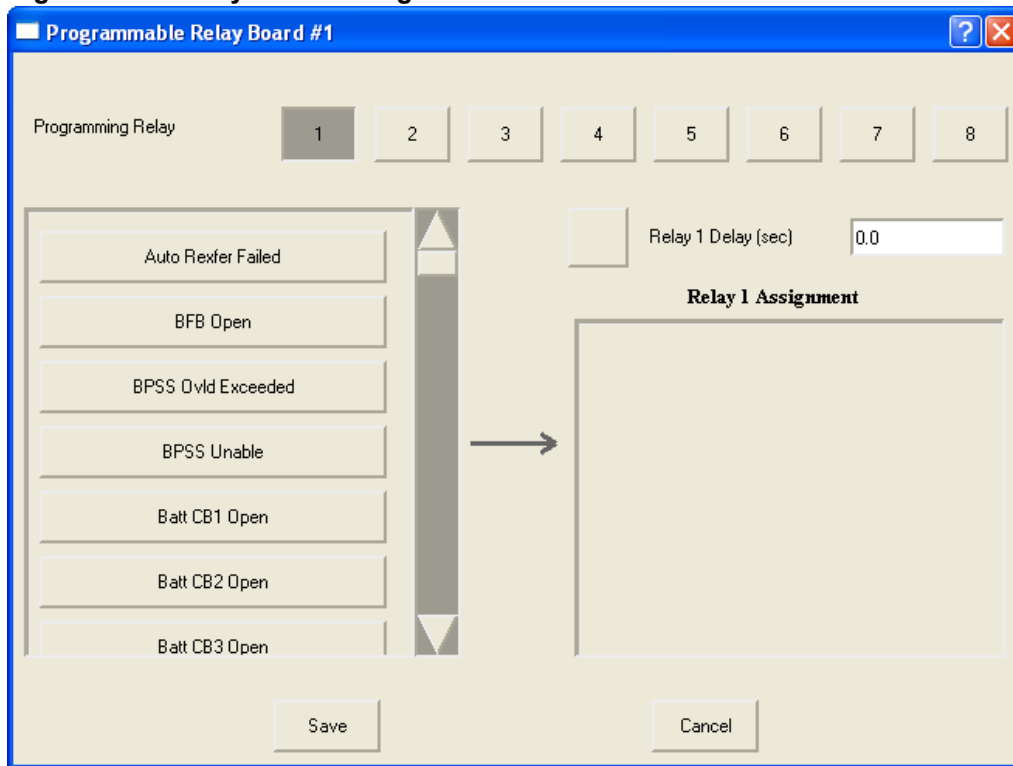 Programmable Relay Board #1
Programming Relay
1 2 3 4 5 6 7 8
Auto Rexfer Failed
BFB Open
BPSS Ovld Exceeded
BPSS Unable
Batt CB1 Open
Batt CB2 Open
Batt CB3 Open
Relay 1 Delay (sec) 0.0
Relay 1 Assignment
Save Cancel